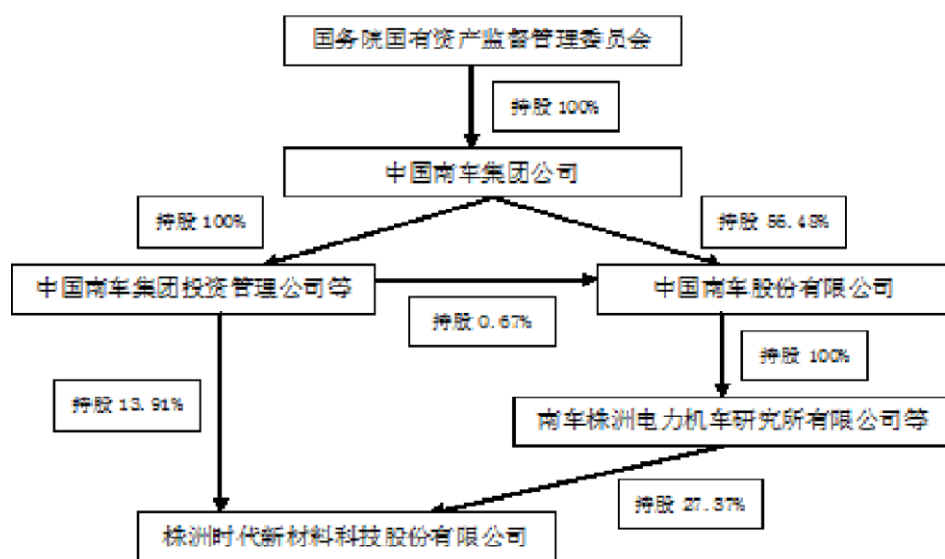 国务院国有资产监督管理委员会
持股 100%
中国南车集团公司
持股 100%
持股 56.48%
中国南车集团投资管理公司等
中国南车股份有限公司
持股 0.67%
持股 100%
持股 13.91%
南车株洲电力机车研究所有限公司等
持股 27.37%
株洲时代新材料科技股份有限公司